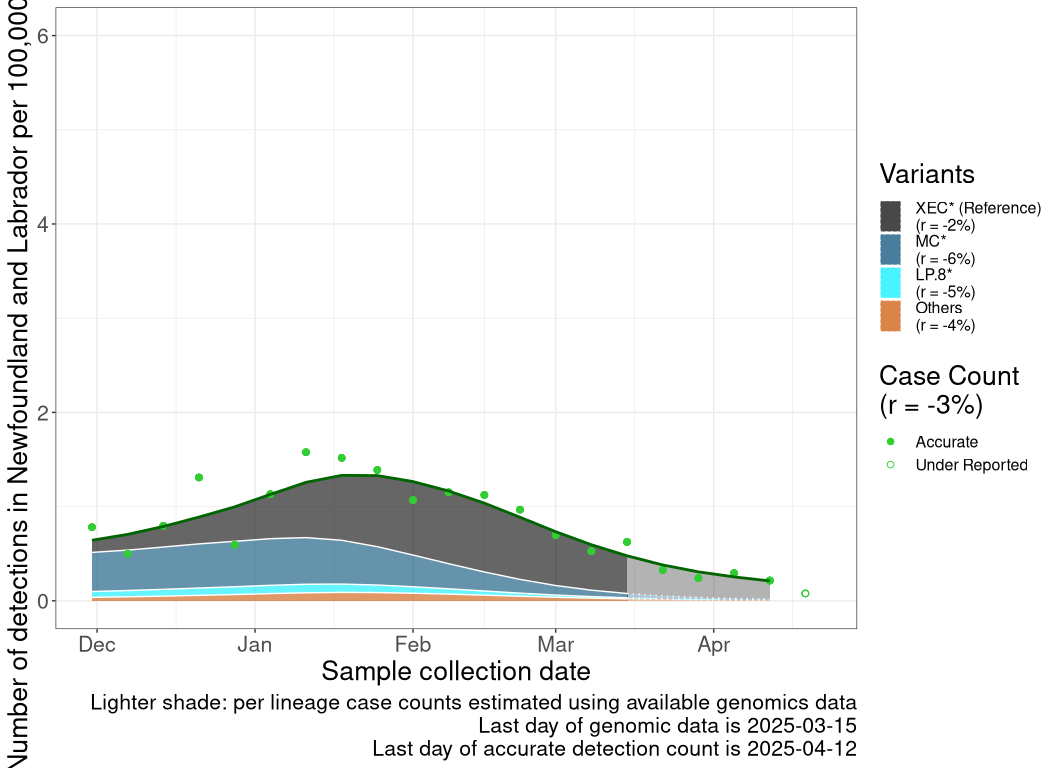 Number of detections in Newfoundland and Labrador per 100,000
6
4
2
0
Dec Jan Feb Mar Apr
Sample collection date
Lighter shade: per lineage case counts estimated using available genomics data
Last day of genomic data is 2025-03-15
Last day of accurate detection count is 2025-04-12
Variants
XEC* (Reference)
(r = -2%)
MC*
(r = -6%)
LP.8*
(r = -5%)
Others
(r = -4%)
Case Count
(r = -3%)
Accurate
Under Reported